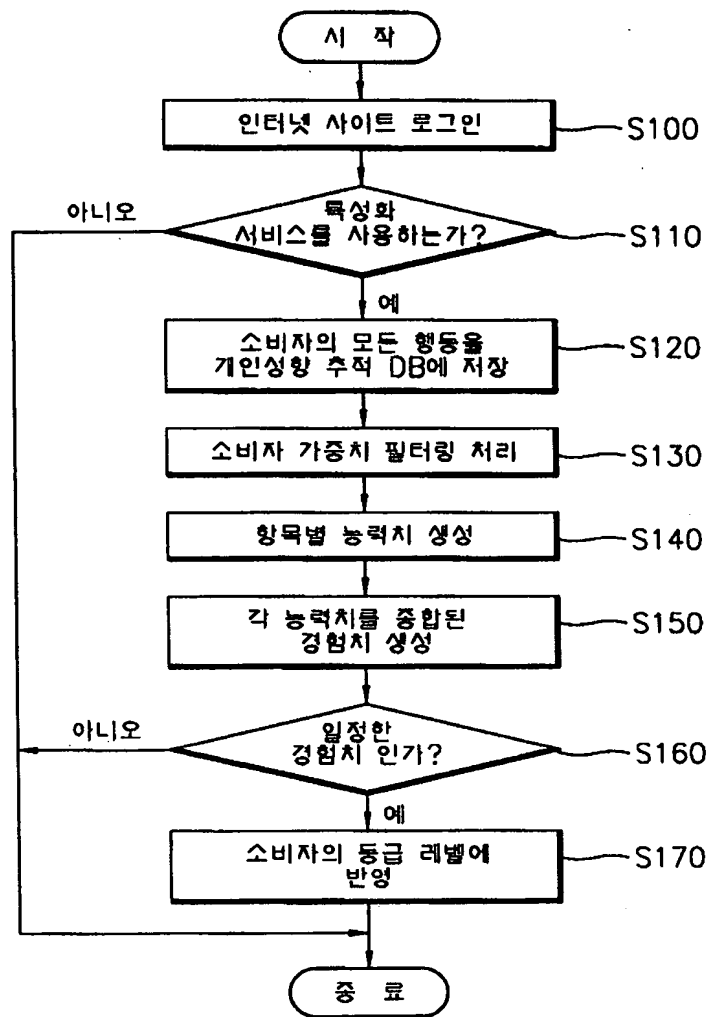 시 작
인터넷 사이트 로그인
S100
특성화
서비스를 사용하는가?
S110
아니오
예
소비자의 모든 행동을
개인성향 추적 DB에 저장
S120
소비자 가중치 필터링 처리
S130
항목별 능력치 생성
S140
각 능력치를 종합된
경험치 생성
S150
일정한
경험치 인가?
S160
아니오
예
소비자의 등급 레벨에
반영
S170
종 료